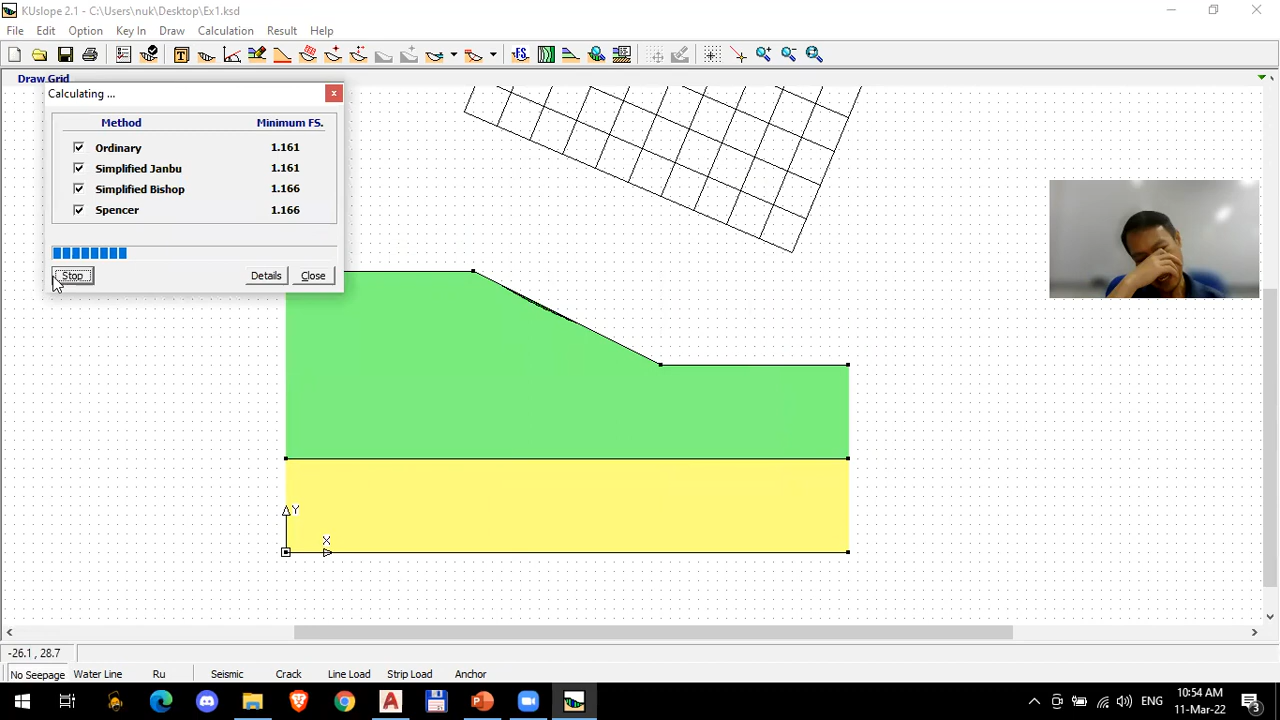 KUslope 2.1 - C:\Users\nuk\Desktop\Ex1.ksd
File Edit Option Key In Draw Calculation Result Help
FS.
Draw Grid
Calculating ...
Method Minimum FS.
Ordinary 1.161
Simplified Janbu 1.161
Simplified Bishop 1.166
Spencer 1.166
Stop Details Close
Y
X
-26.1 , 28.7
No Seepage Water Line Ru Seismic Crack Line Load Strip Load Anchor
ENG
10:54 AM
11-Mar-22
3